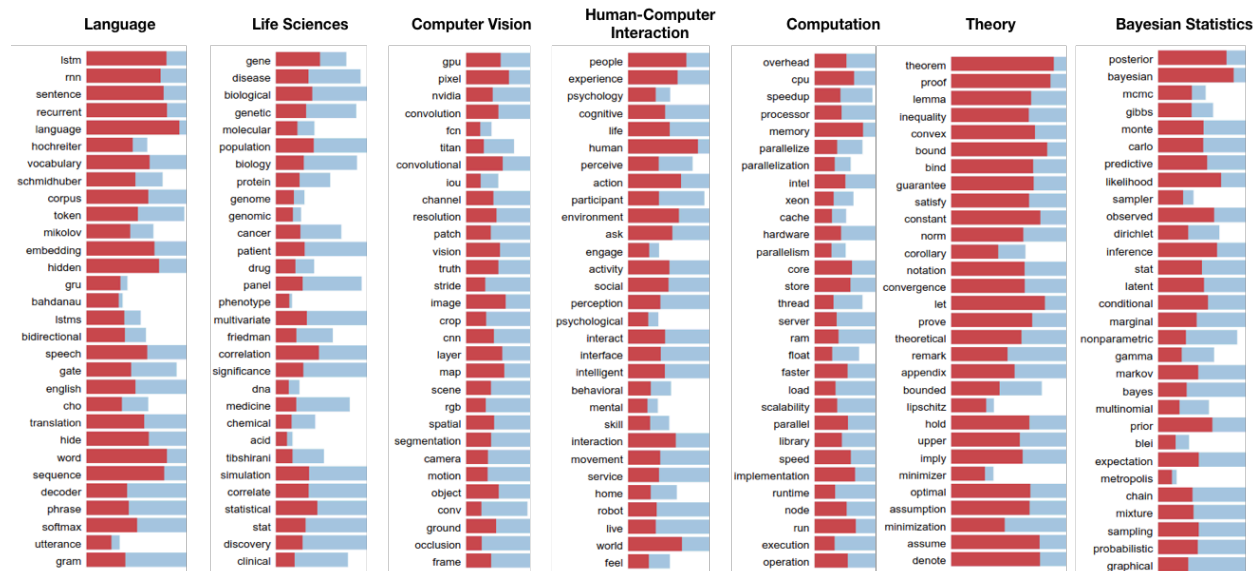 Language
lstm
rnn
sentence
recurrent
language
hochreiter
vocabulary
schmidhuber
corpus
token
mikolov
embedding
hidden
gru
bahdanau
lstms
bidirectional
speech
gate
english
cho
translation
hide
word
sequence
decoder
phrase
softmax
utterance
gram
Life Sciences
gene
disease
biological
genetic
molecular
population
biology
protein
genome
genomic
cancer
patient
drug
panel
phenotype
multivariate
friedman
correlation
significance
dna
medicine
chemical
acid
tibshirani
simulation
correlate
statistical
stat
discovery
clinical
Computer Vision
gpu
pixel
nvidia
convolution
fcn
titan
convolutional
iou
channel
resolution
patch
vision
truth
stride
image
crop
cnn
layer
map
scene
rgb
spatial
segmentation
camera
motion
object
conv
ground
occlusion
frame
Human-Computer
Interaction
people
experience
psychology
cognitive
life
human
perceive
action
participant
environment
ask
engage
activity
social
perception
psychological
interact
interface
intelligent
behavioral
mental
skill
interaction
movement
service
home
robot
live
world
feel
Computation
overhead
cpu
speedup
processor
memory
parallelize
parallelization
intel
xeon
cache
hardware
parallelism
core
store
thread
server
ram
float
faster
load
scalability
parallel
library
speed
implementation
runtime
node
run
execution
operation
Theory
theorem
proof
lemma
inequality
convex
bound
bind
guarantee
satisfy
constant
norm
corollary
notation
convergence
let
prove
theoretical
remark
appendix
bounded
lipschitz
hold
upper
imply
minimizer
optimal
assumption
minimization
assume
denote
Bayesian Statistics
posterior
bayesian
mcmc
gibbs
monte
carlo
predictive
likelihood
sampler
observed
dirichlet
inference
stat
latent
conditional
marginal
nonparametric
gamma
markov
bayes
multinomial
prior
blei
expectation
metropolis
chain
mixture
sampling
probabilistic
graphical